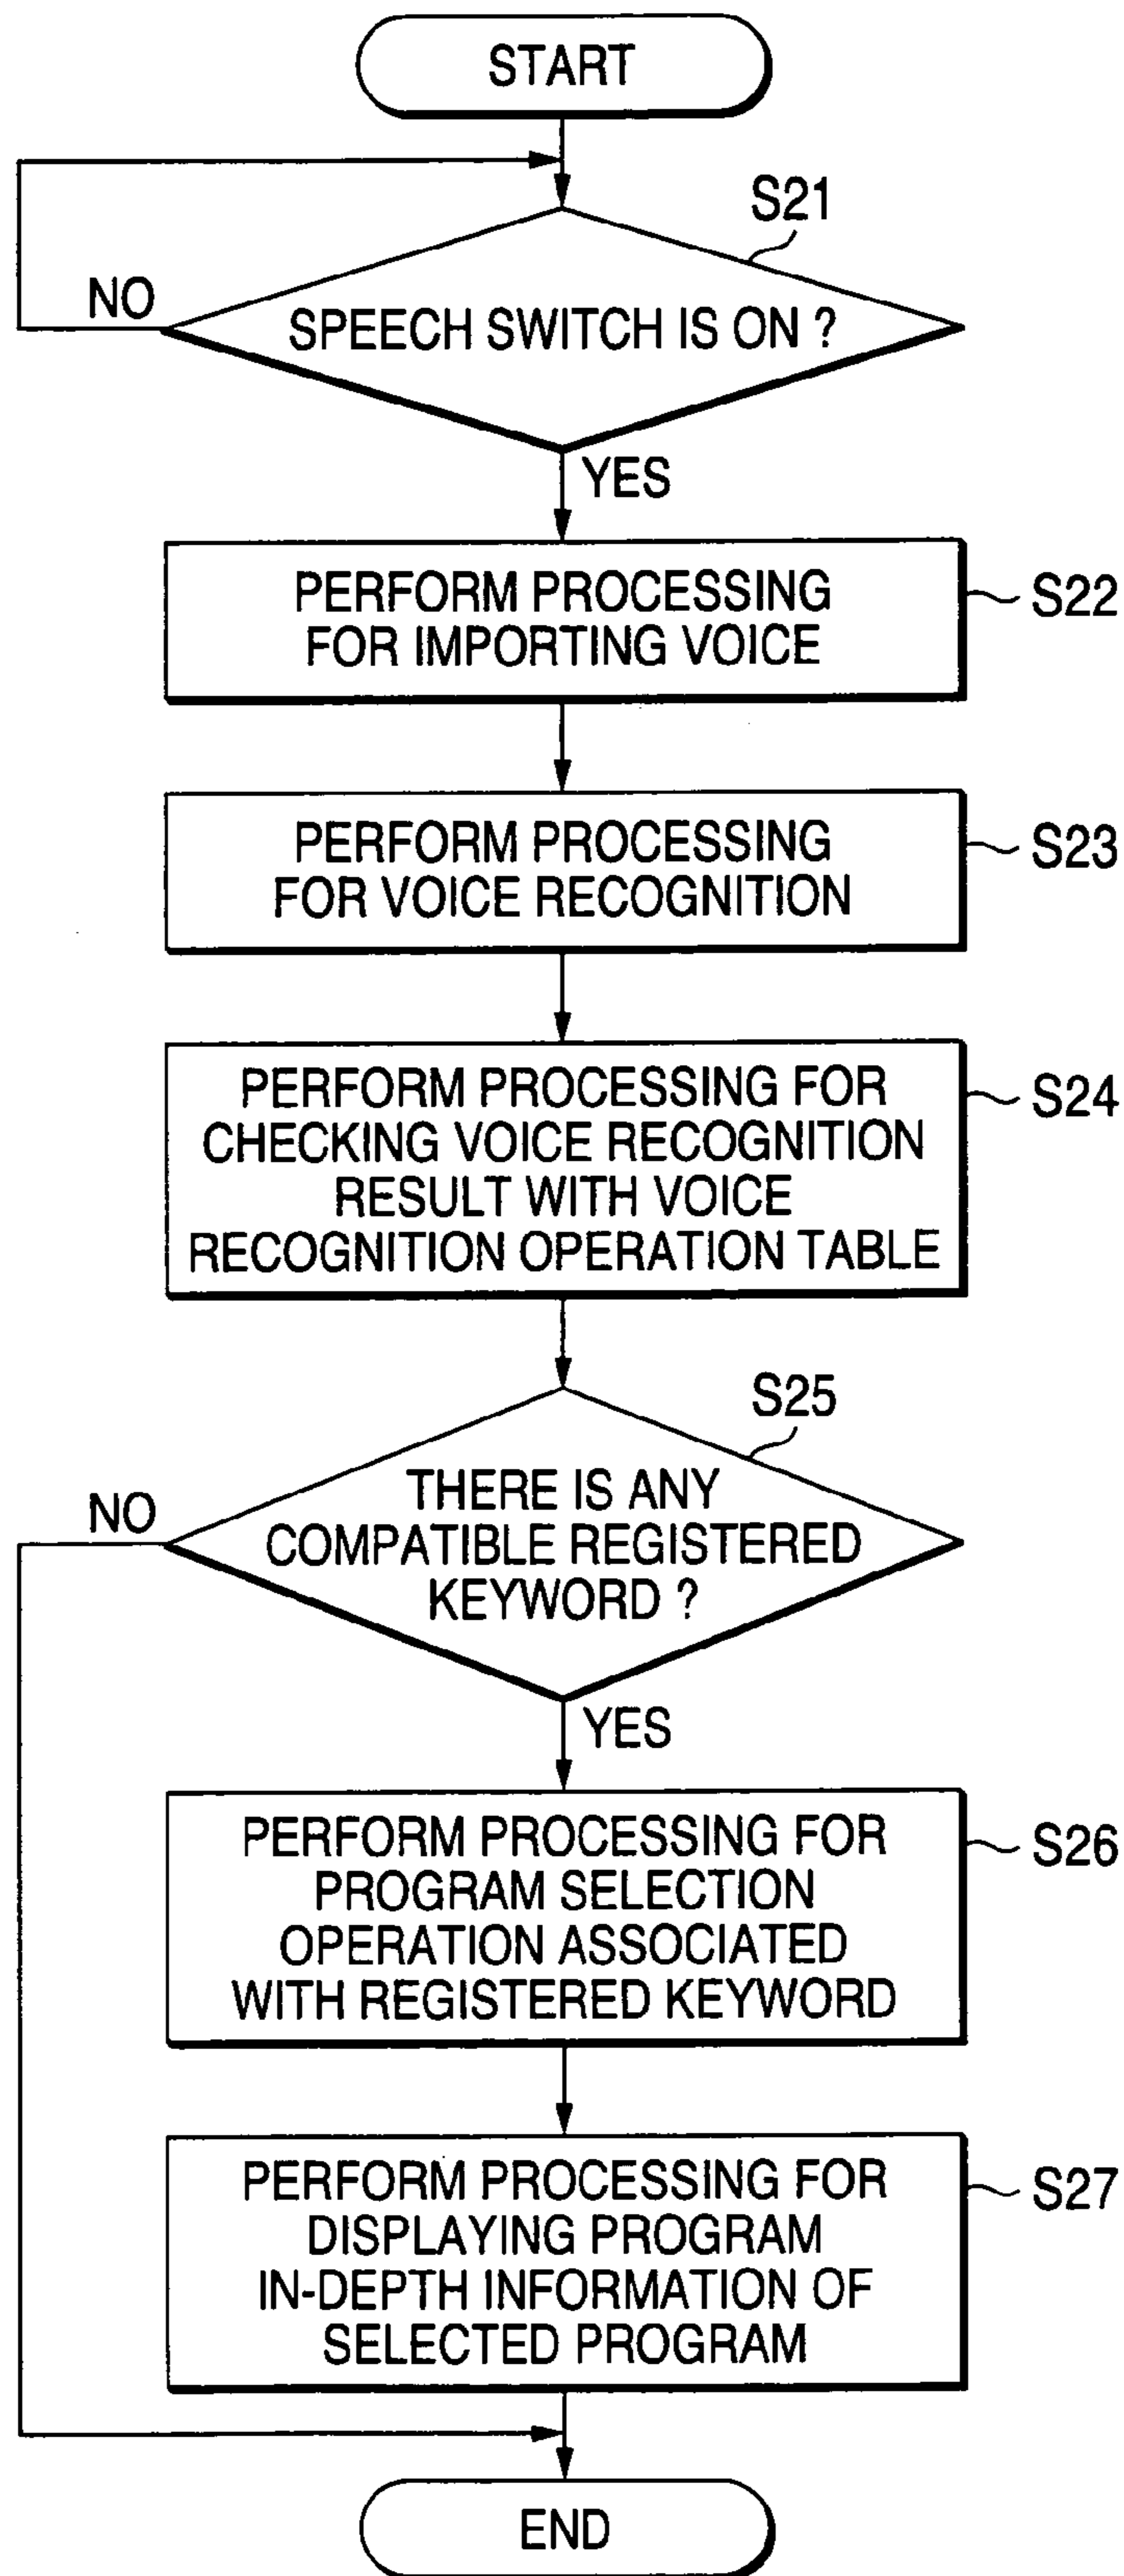 START
S21
NO
SPEECH SWITCH IS ON ?
YES
PERFORM PROCESSING
FOR IMPORTING VOICE
S22
PERFORM PROCESSING
FOR VOICE RECOGNITION
S23
PERFORM PROCESSING FOR
CHECKING VOICE RECOGNITION
RESULT WITH VOICE
RECOGNITION OPERATION TABLE
S24
S25
NO
THERE IS ANY
COMPATIBLE REGISTERED
KEYWORD ?
YES
PERFORM PROCESSING FOR
PROGRAM SELECTION
OPERATION ASSOCIATED
WITH REGISTERED KEYWORD
S26
PERFORM PROCESSING FOR
DISPLAYING PROGRAM
IN-DEPTH INFORMATION OF
SELECTED PROGRAM
S27
END